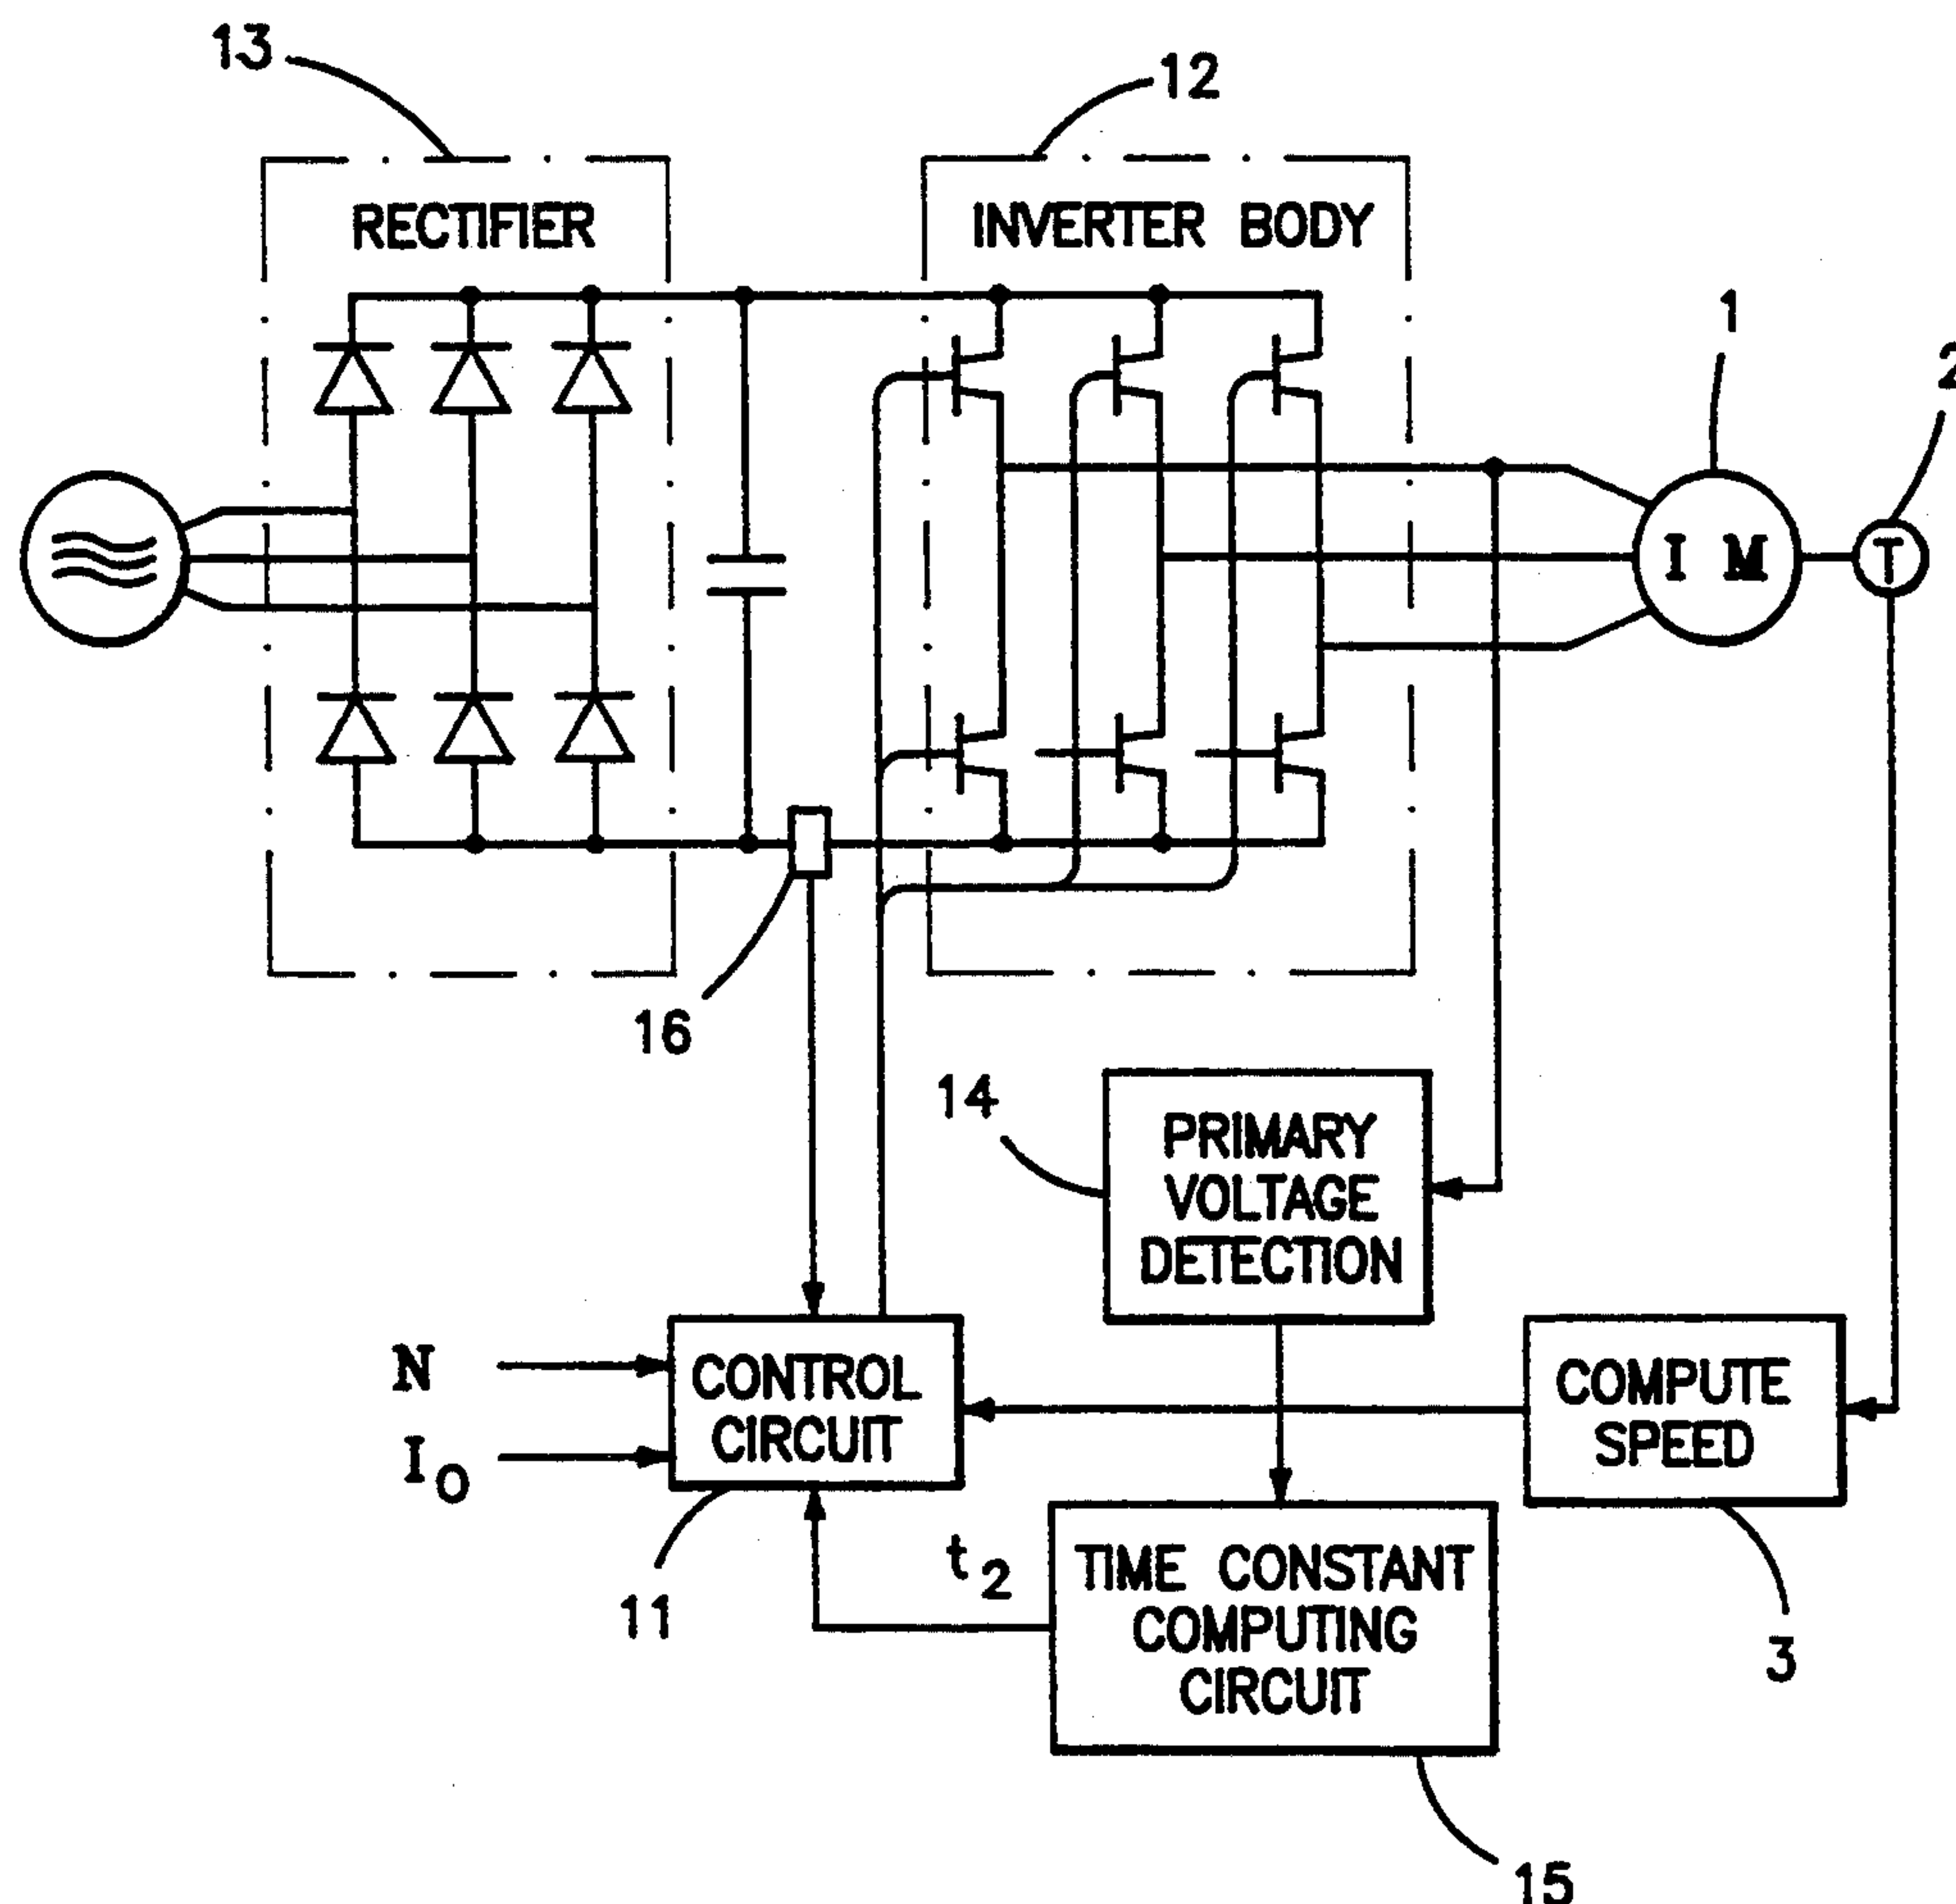 13
12
RECTIFIER
INVERTER BODY
1
2
I M
T
16
14
PRIMARY
VOLTAGE
DETECTION
N
I₀
CONTROL
CIRCUIT
COMPUTE
SPEED
11
t₂
TIME CONSTANT
COMPUTING
CIRCUIT
3
15